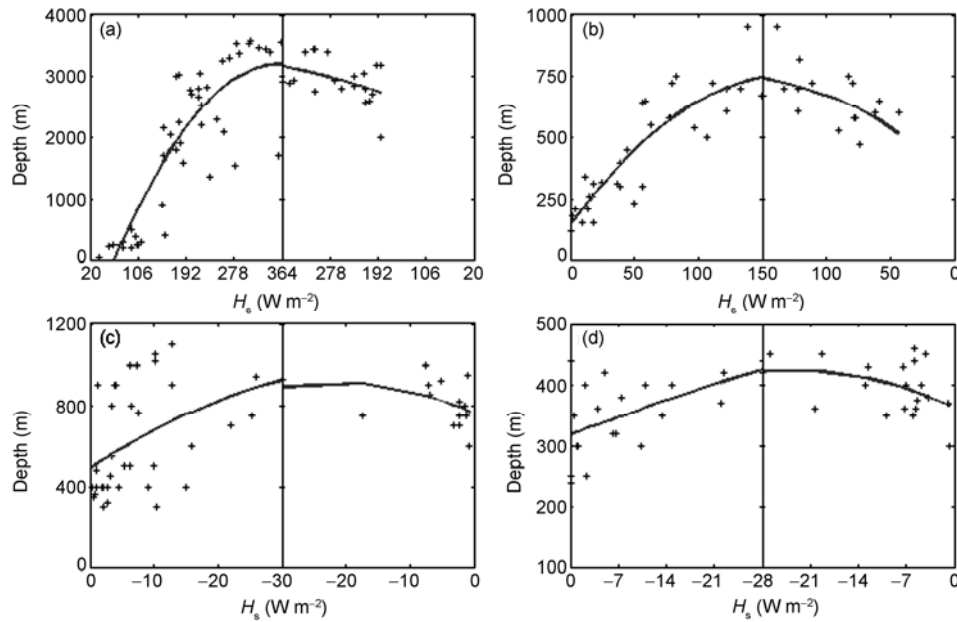 (a)
Depth (m)
4000
3000
2000
1000
0
20 106 192 278 364 278 192 106 20
Hs (W m−2)
(b)
Depth (m)
1000
750
500
250
0
0 50 100 150 100 50 0
Hs (W m−2)
(c)
Depth (m)
1200
800
400
0
0 −10 −20 −30 −20 −10 0
Hs (W m−2)
(d)
Depth (m)
500
400
300
200
100
0 −7 −14 −21 −28 −21 −14 −7 0
Hs (W m−2)